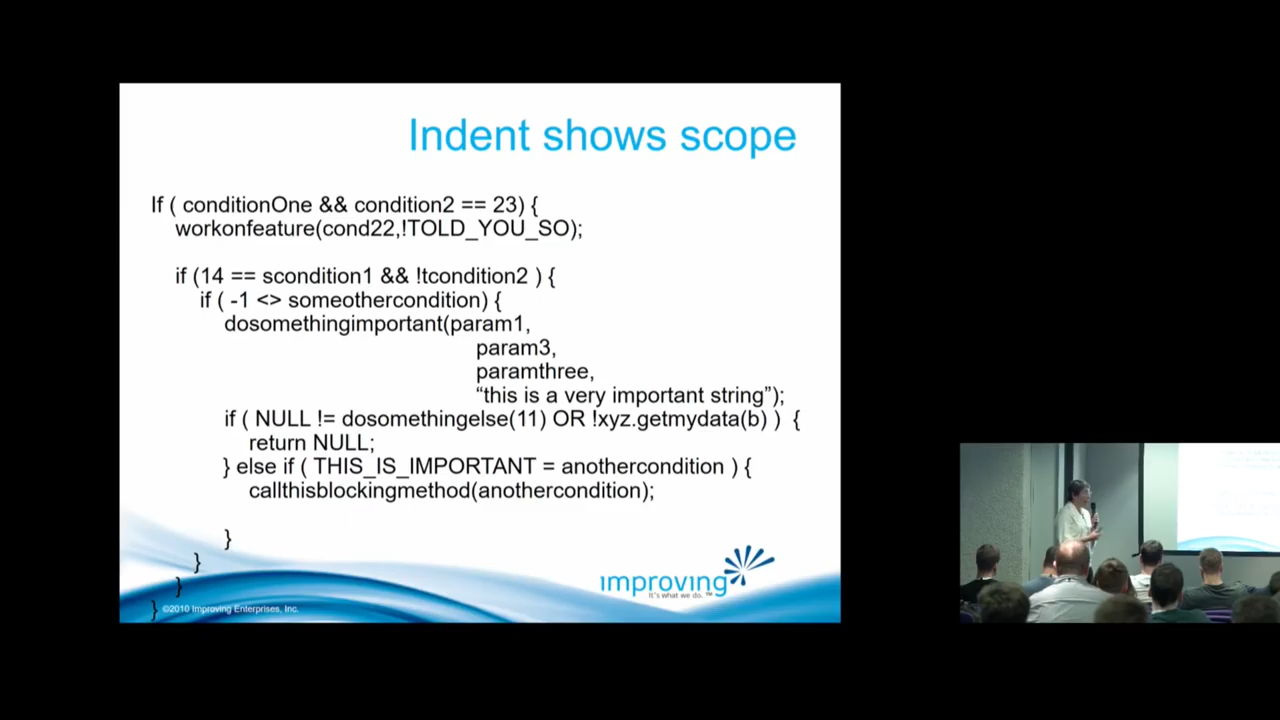 Indent shows scope
If ( conditionOne && condition2 == 23) {
workonfeature(cond22,!TOLD_YOU_SO);
if (14 == scondition1 && !tcondition2 ) {
if ( -1 <> someothercondition) {
dosomethingimportant(param1,
param3,
paramthree,
“this is a very important string”);
if ( NULL != dosomethingelse(11) OR !xyz.getmydata(b) ) {
return NULL;
} else if ( THIS_IS_IMPORTANT = anothercondition ) {
callthisblockingmethod(anothercondition);
}
}
}
}
©2010 Improving Enterprises, Inc.
improving
It's what we do. ™